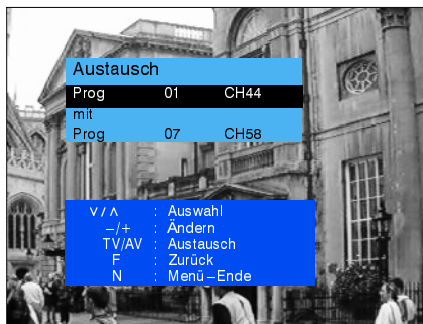 Austausch
Prog 01 CH44
mit
Prog 07 CH58
∨/∧ : Auswahl
–/+ : Ändern
TV/AV : Austausch
F : Zurück
N : Menü–Ende